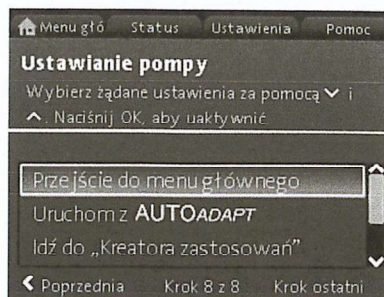 Menu głó Status Ustawienia Pomoc
Ustawianie pompy
Wybierz żądane ustawienia za pomocą ⌄ i
⌃. Naciśnij OK, aby uaktywnić
Przejście do menu głównego
Uruchom z AUTOADAPT
Idź do „Kreatora zastosowań”
Poprzednia Krok 8 z 8 Krok ostatni